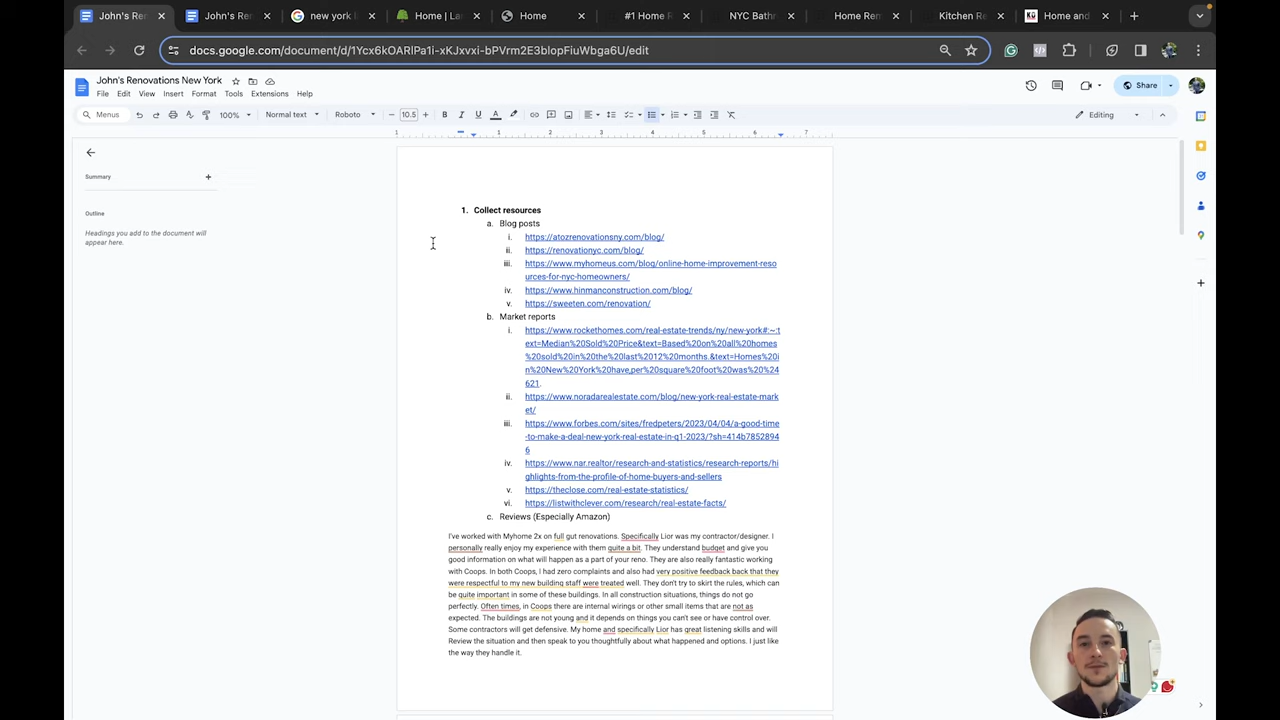 John's Ren
John's Ren
new york
Home | La
Home
#1 Home R
NYC Bath
Home Rem
Kitchen Re
Home and
docs.google.com/document/d/1Ycx6kOARlPa1i-xKJxvxi-bPVrm2E3blopFiuWbga6U/edit
John's Renovations New York
File Edit View Insert Format Tools Extensions Help
Share
Menus
100%
Normal text
Roboto
10.5
Editing
1 1 2 3 4 5 6 7
Summary
Outline
Headings you add to the document will
appear here.
1. Collect resources
a. Blog posts
i. https://atozrenovationsny.com/blog/
ii. https://renovationyc.com/blog/
iii. https://www.myhomeus.com/blog/online-home-improvement-reso
urces-for-nyc-homeowners/
iv. https://www.hinmanconstruction.com/blog/
v. https://sweeten.com/renovation/
b. Market reports
i. https://www.rockethomes.com/real-estate-trends/ny/new-york#:~:t
ext=Median%20Sold%20Price&text=Based%20on%20all%20homes
%20sold%20in%20the%20last%2012%20months.&text=Homes%20i
n%20New%20York%20have,per%20square%20foot%20was%20%24
621.
ii. https://www.noradarealestate.com/blog/new-york-real-estate-mark
et/
iii. https://www.forbes.com/sites/fredpeters/2023/04/04/a-good-time
-to-make-a-deal-new-york-real-estate-in-q1-2023/?sh=414b7852894
6
iv. https://www.nar.realtor/research-and-statistics/research-reports/hi
ghlights-from-the-profile-of-home-buyers-and-sellers
v. https://theclose.com/real-estate-statistics/
vi. https://listwithclever.com/research/real-estate-facts/
c. Reviews (Especially Amazon)
I've worked with Myhome 2x on full gut renovations. Specifically Lior was my contractor/designer. I
personally really enjoy my experience with them quite a bit. They understand budget and give you
good information on what will happen as a part of your reno. They are also really fantastic working
with Coops. In both Coops, I had zero complaints and also had very positive feedback back that they
were respectful to my new building staff were treated well. They don't try to skirt the rules, which can
be quite important in some of these buildings. In all construction situations, things do not go
perfectly. Often times, in Coops there are internal wirings or other small items that are not as
expected. The buildings are not young and it depends on things you can't see or have control over.
Some contractors will get defensive. My home and specifically Lior has great listening skills and will
Review the situation and then speak to you thoughtfully about what happened and options. I just like
the way they handle it.